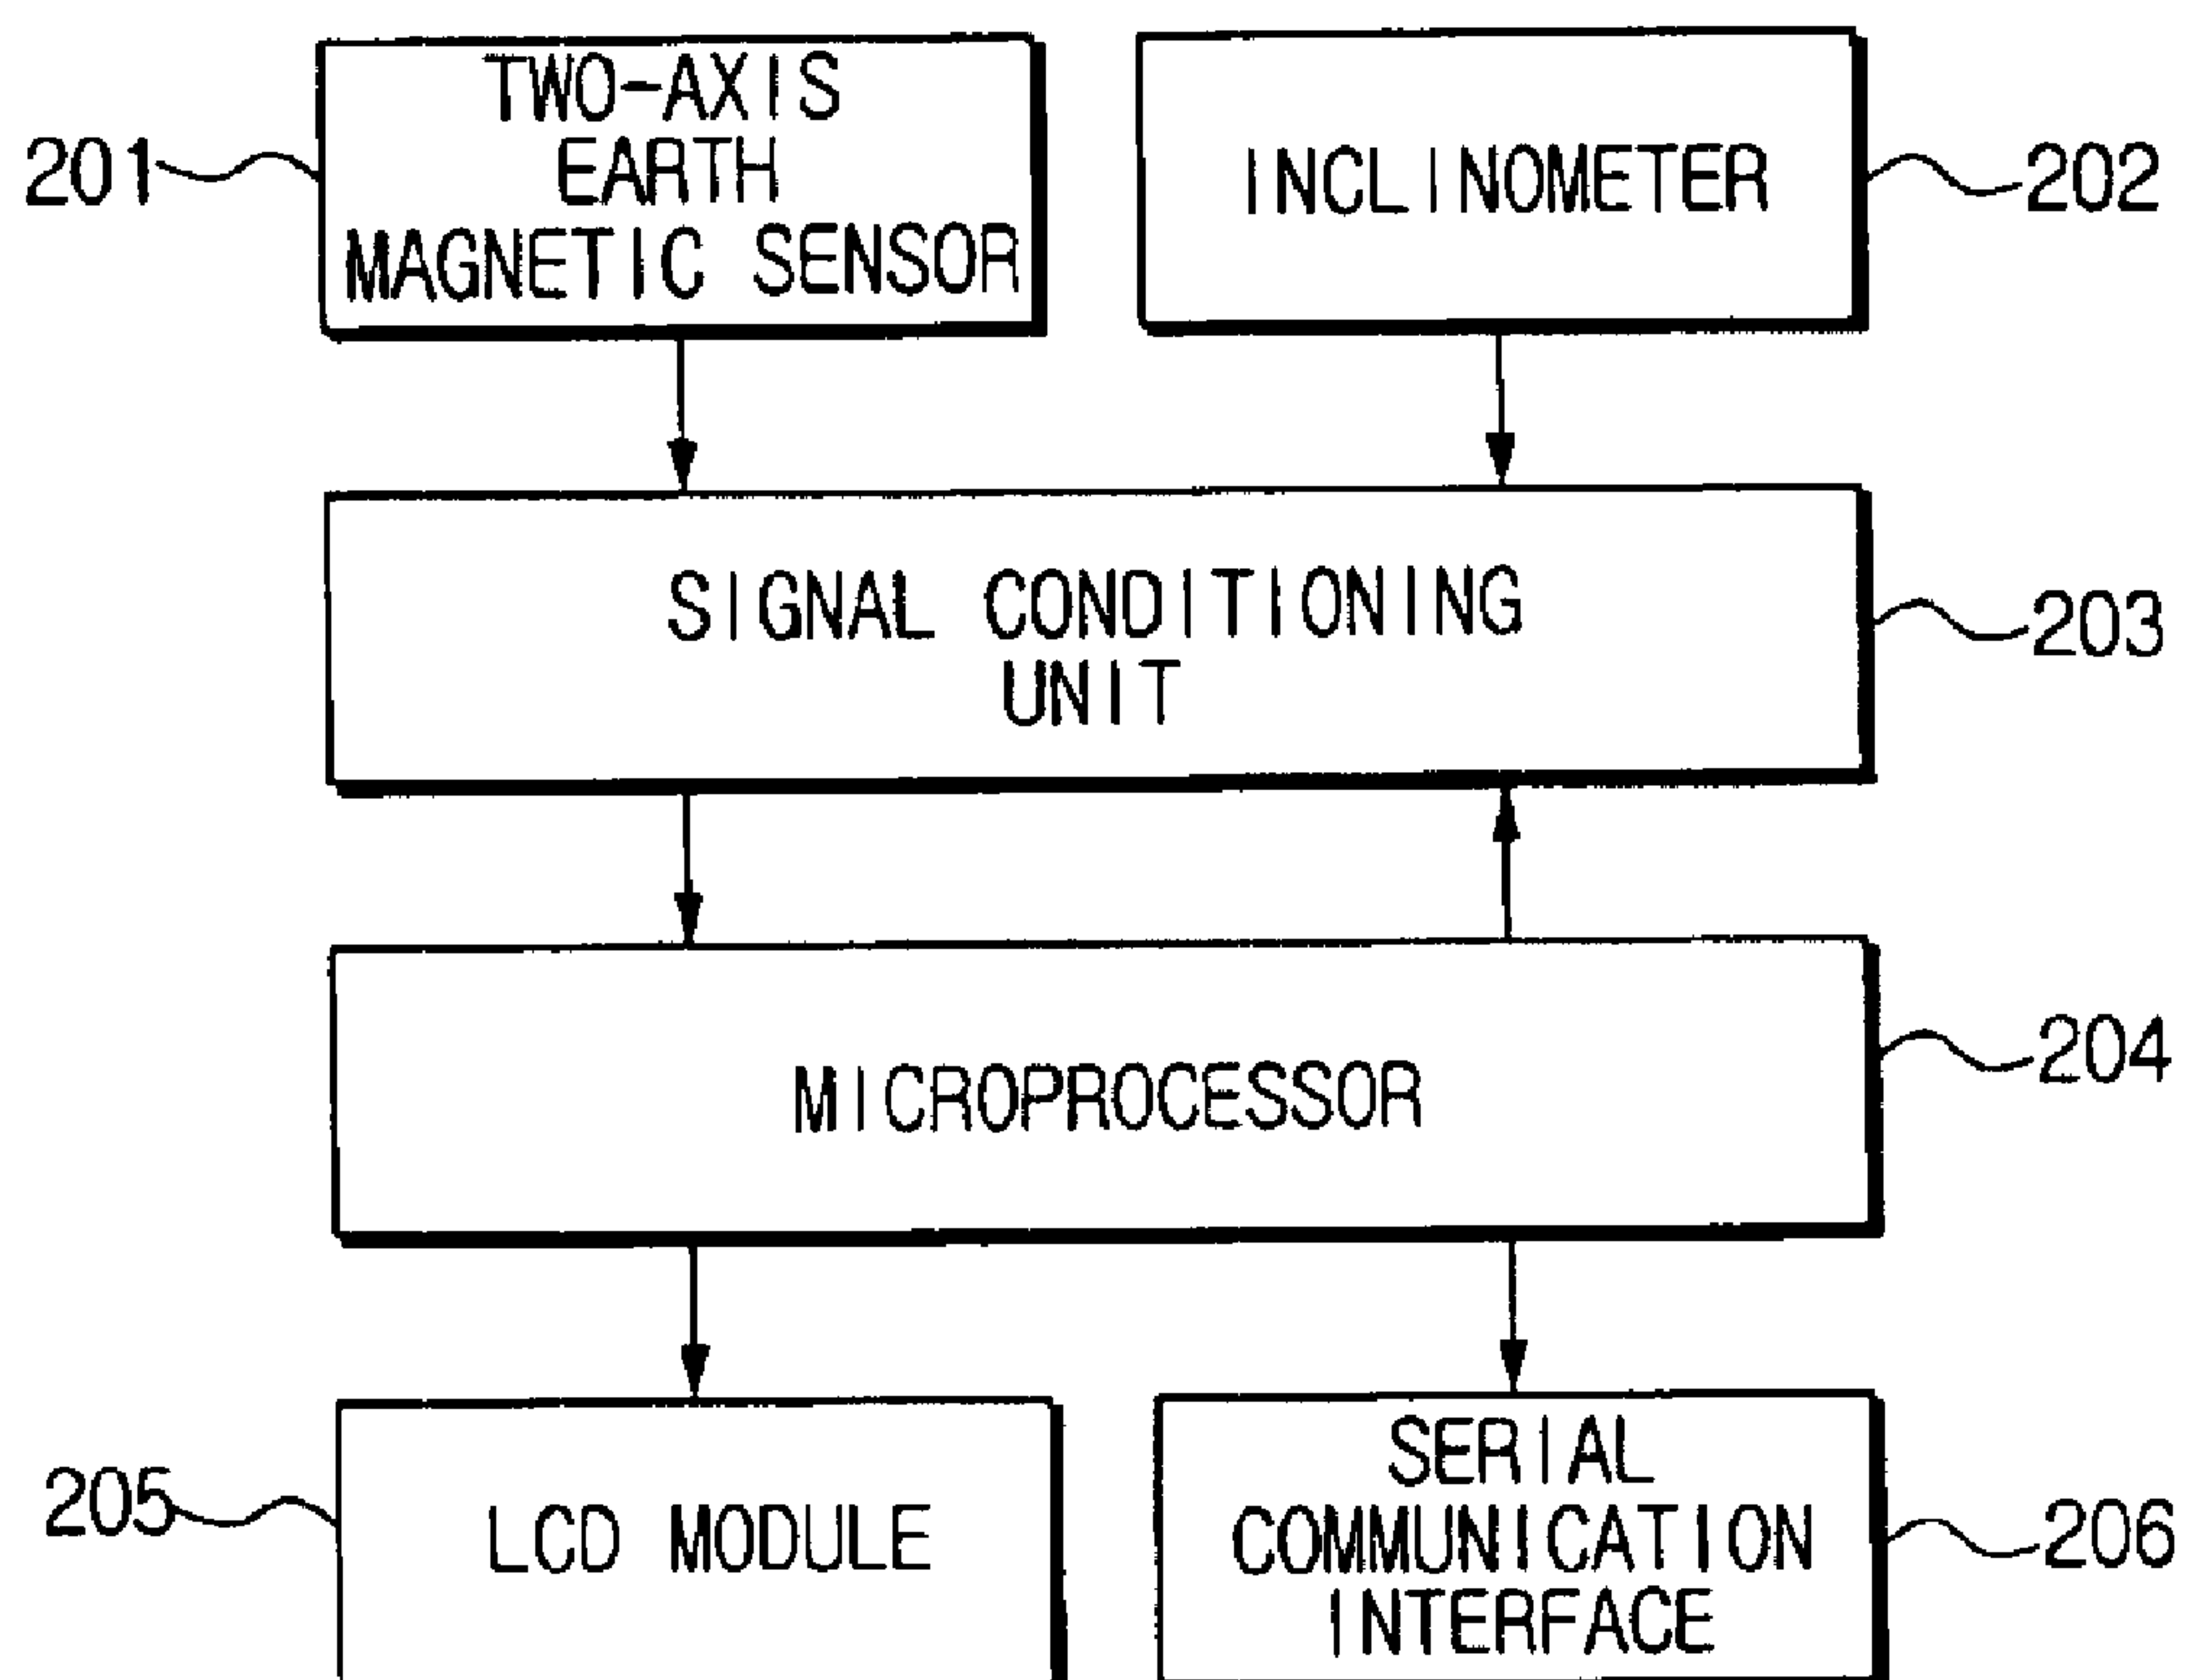 TWO-AXIS
EARTH
MAGNETIC SENSOR
201
INCLINOMETER
202
SIGNAL CONDITIONING
UNIT
203
MICROPROCESSOR
204
LCD MODULE
205
SERIAL
COMMUNICATION
INTERFACE
206